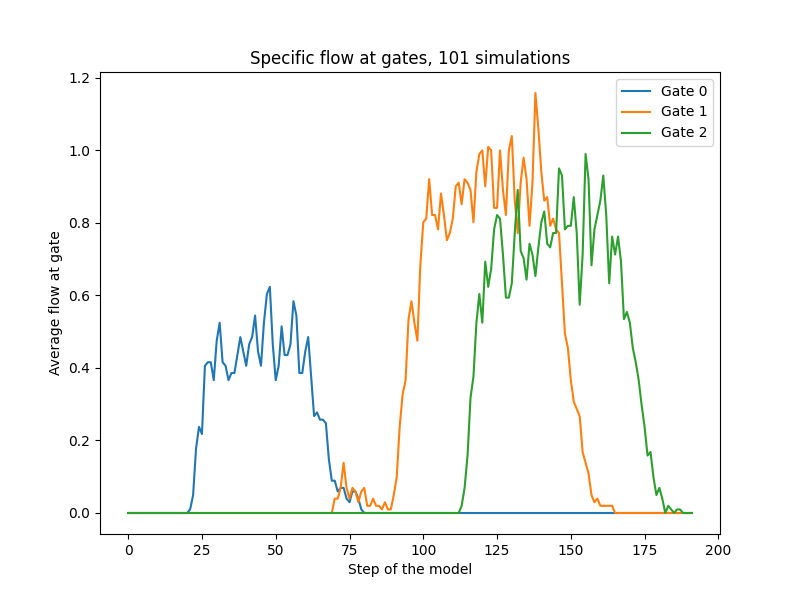 Specific flow at gates, 101 simulations
Gate 0
Gate 1
Gate 2
Average flow at gate
1.2
1.0
0.8
0.6
0.4
0.2
0.0
0 25 50 75 100 125 150 175 200
Step of the model